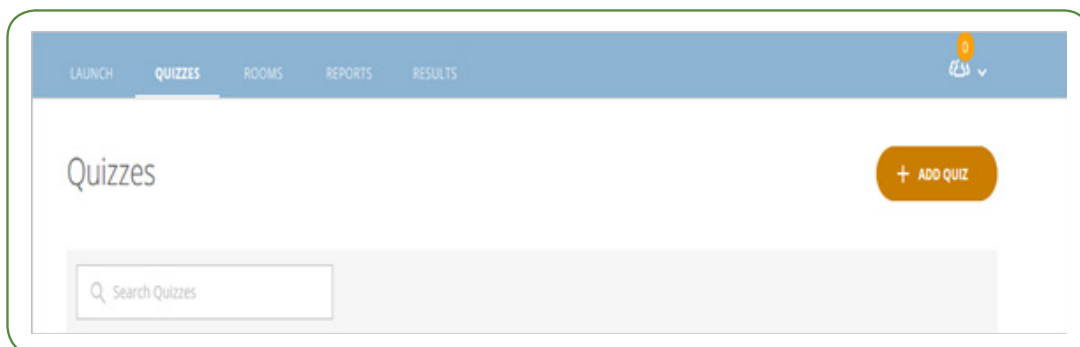 0
LAUNCH QUIZZES ROOMS REPORTS RESULTS
Quizzes
+ ADD QUIZ
Search Quizzes